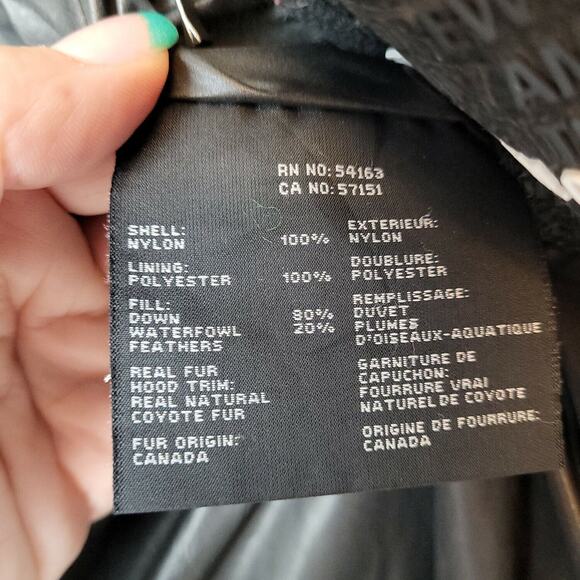 RN NO: 54163
CA NO: 57151
SHELL:
NYLON 100%
LINING:
POLYESTER 100%
FILL:
DOWN 80%
WATERFOWL 20%
FEATHERS
REAL FUR
HOOD TRIM:
REAL NATURAL
COYOTE FUR
FUR ORIGIN:
CANADA
EXTERIEUR:
NYLON
DOUBLURE:
POLYESTER
REMPLISSAGE:
DUVET
PLUMES
D'OISEAUX-AQUATIQUE
GARNITURE DE
CAPUCHON:
FOURRURE VRAI
NATUREL DE COYOTE
ORIGINE DE FOURRURE:
CANADA